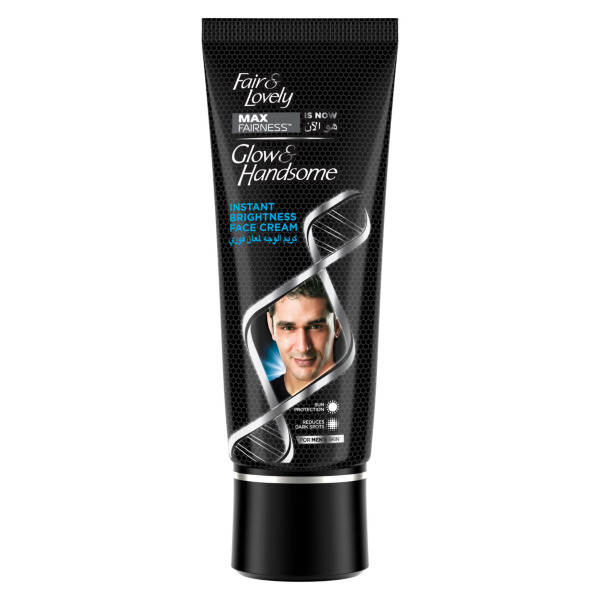 Fair &
Lovely
MAX
FAIRNESS™
IS NOW
هو الآن
Glow &
Handsome
INSTANT
BRIGHTNESS
FACE CREAM
كريم الوجه لمعان فوري
SUN
PROTECTION
REDUCES
DARK SPOTS
FOR MEN'S SKIN